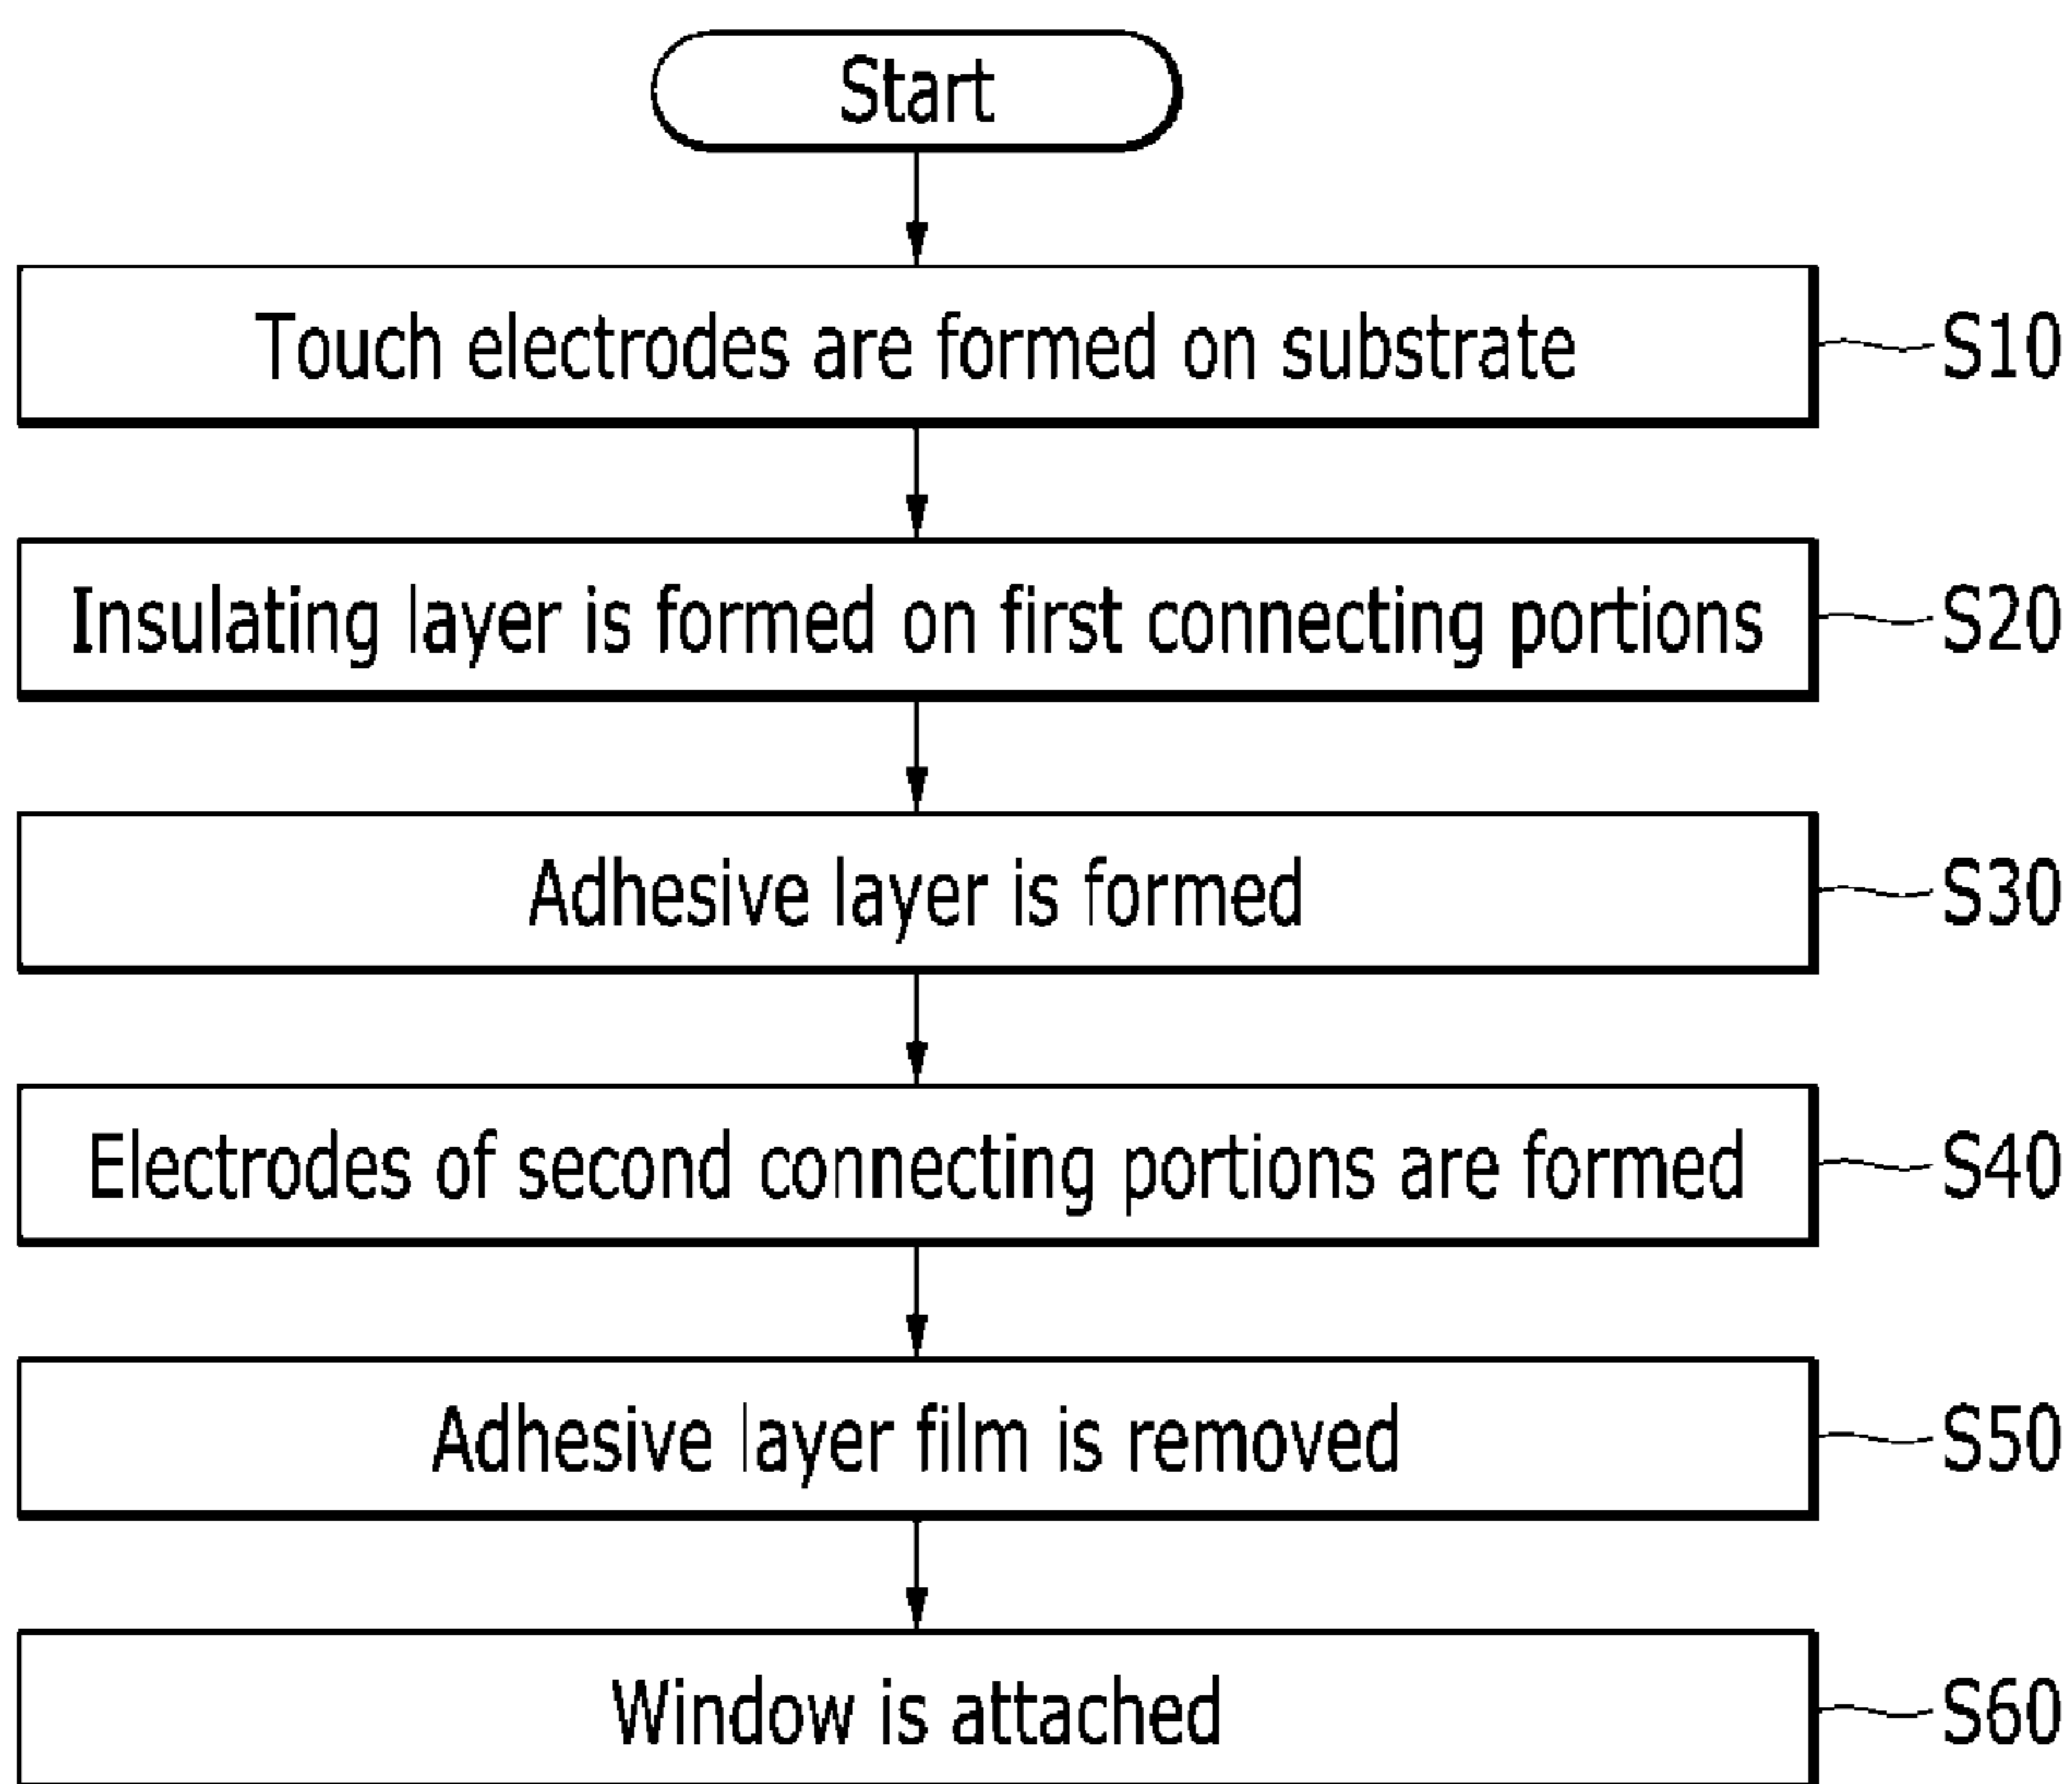 Start
Touch electrodes are formed on substrate
S10
Insulating layer is formed on first connecting portions
S20
Adhesive layer is formed
S30
Electrodes of second connecting portions are formed
S40
Adhesive layer film is removed
S50
Window is attached
S60